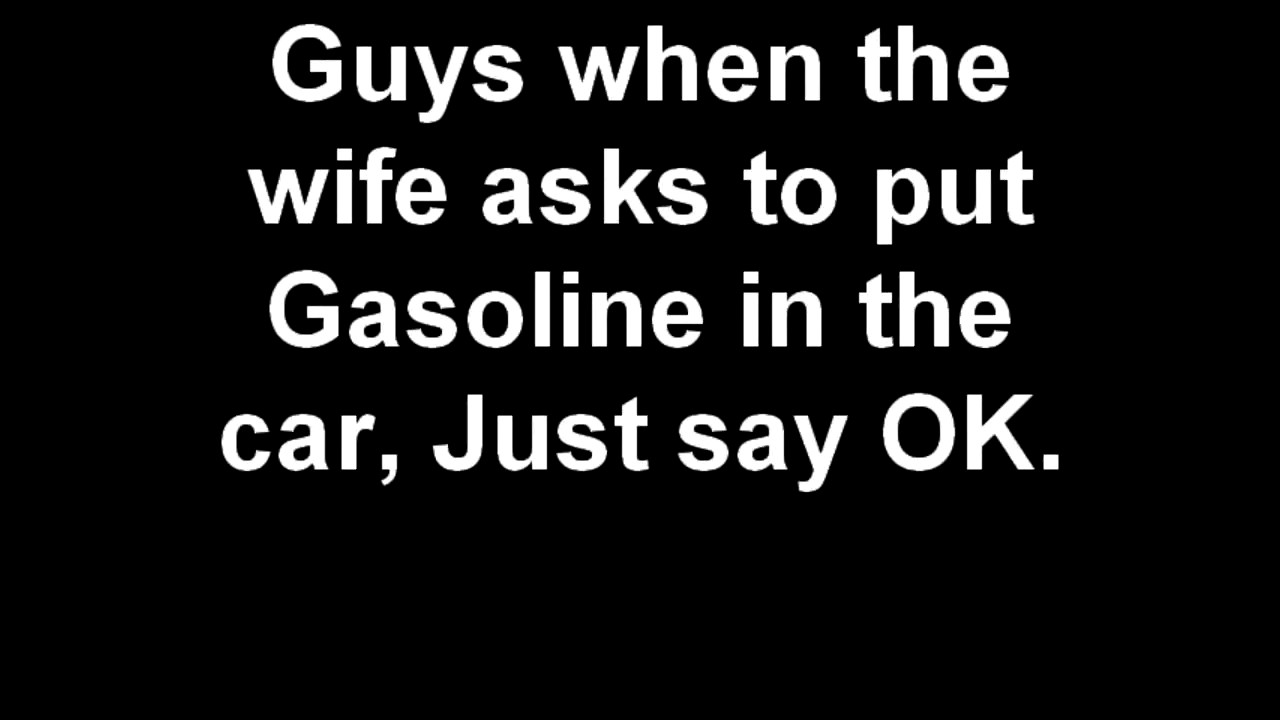 Guys when the
wife asks to put
Gasoline in the
car, Just say OK.